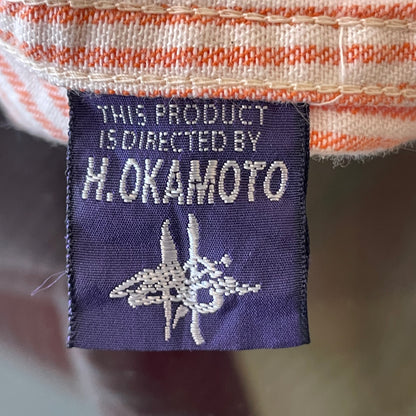 THIS PRODUCT
IS DIRECTED BY
H.OKAMOTO